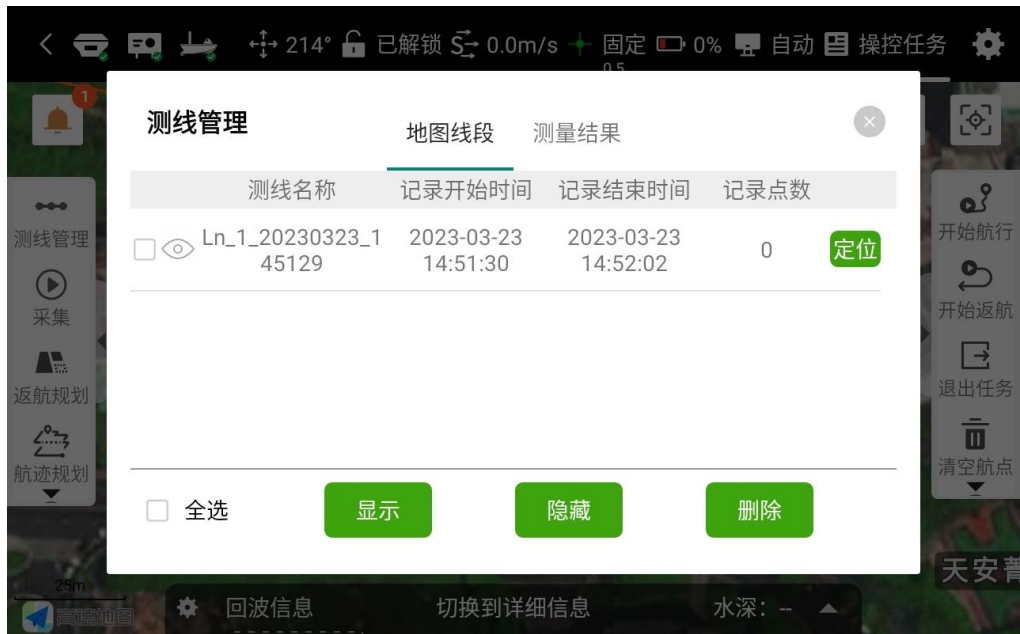 214° 已解锁 0.0m/s 固定 0% 自动 操控任务
0.5
1
测线管理 地图线段 测量结果
测线名称 记录开始时间 记录结束时间 记录点数
Ln_1_20230323_1 2023-03-23 2023-03-23 0 定位
45129 14:51:30 14:52:02
全选 显示 隐藏 删除
测线管理
采集
返航规划
航迹规划
开始航行
开始返航
退出任务
清空航点
天安
25m
高德地图
回波信息 切换到详细信息 水深： --